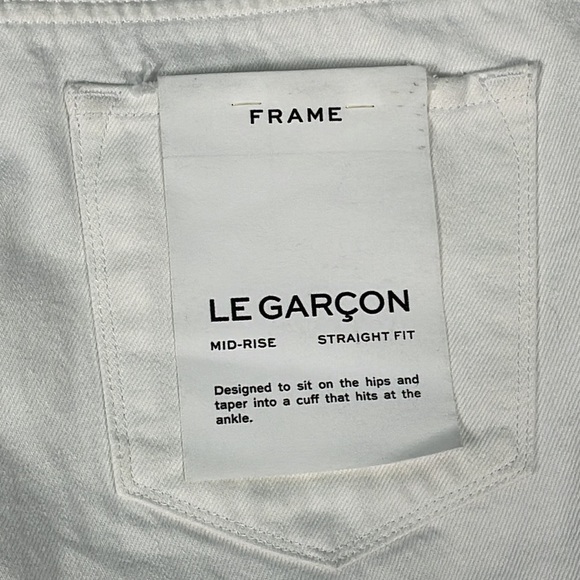 FRAME
LE GARÇON
MID-RISE STRAIGHT FIT
Designed to sit on the hips and
taper into a cuff that hits at the
ankle.